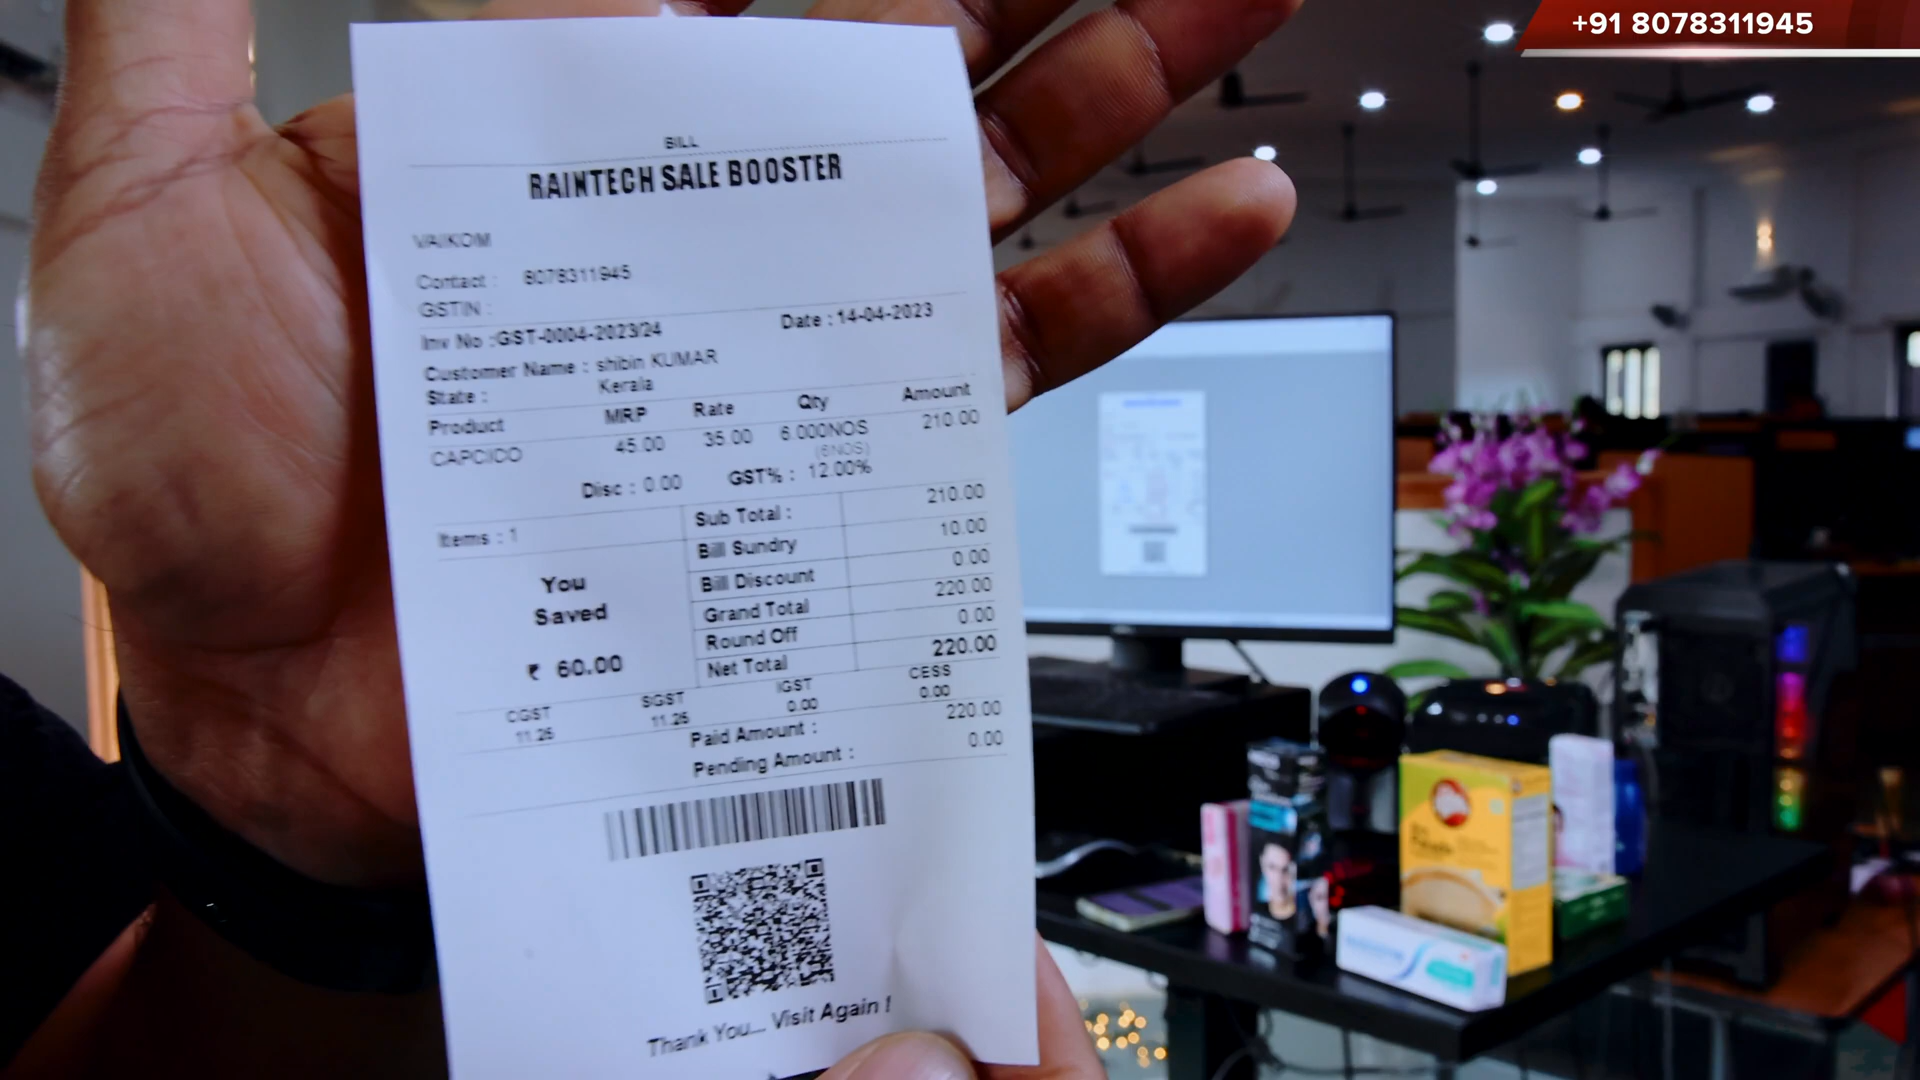 +91 8078311945
BILL
RAINTECH SALE BOOSTER
VAIKOM
Contact : 8078311945
GSTIN :
Inv No :GST-0004-2023/24 Date : 14-04-2023
Customer Name : shibin KUMAR
State : Kerala
Product MRP Rate Qty Amount
CAPCICO 45.00 35.00 6.000NOS 210.00
(6NOS)
Disc : 0.00 GST% : 12.00%
Items : 1
Sub Total : 210.00
Bill Sundry 10.00
Bill Discount 0.00
Grand Total 220.00
Round Off 0.00
Net Total 220.00
You
Saved
₹ 60.00
CGST SGST IGST CESS
11.25 11.25 0.00 0.00
Paid Amount : 220.00
Pending Amount : 0.00
Thank You... Visit Again !